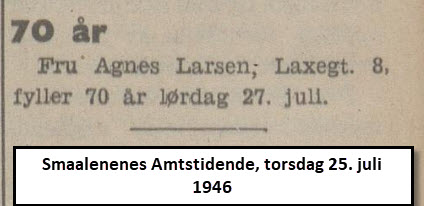 70 år
Fru Agnes Larsen, Laxegt. 8,
fyller 70 år lørdag 27. juli.
Smaalenenes Amtstidende, torsdag 25. juli
1946